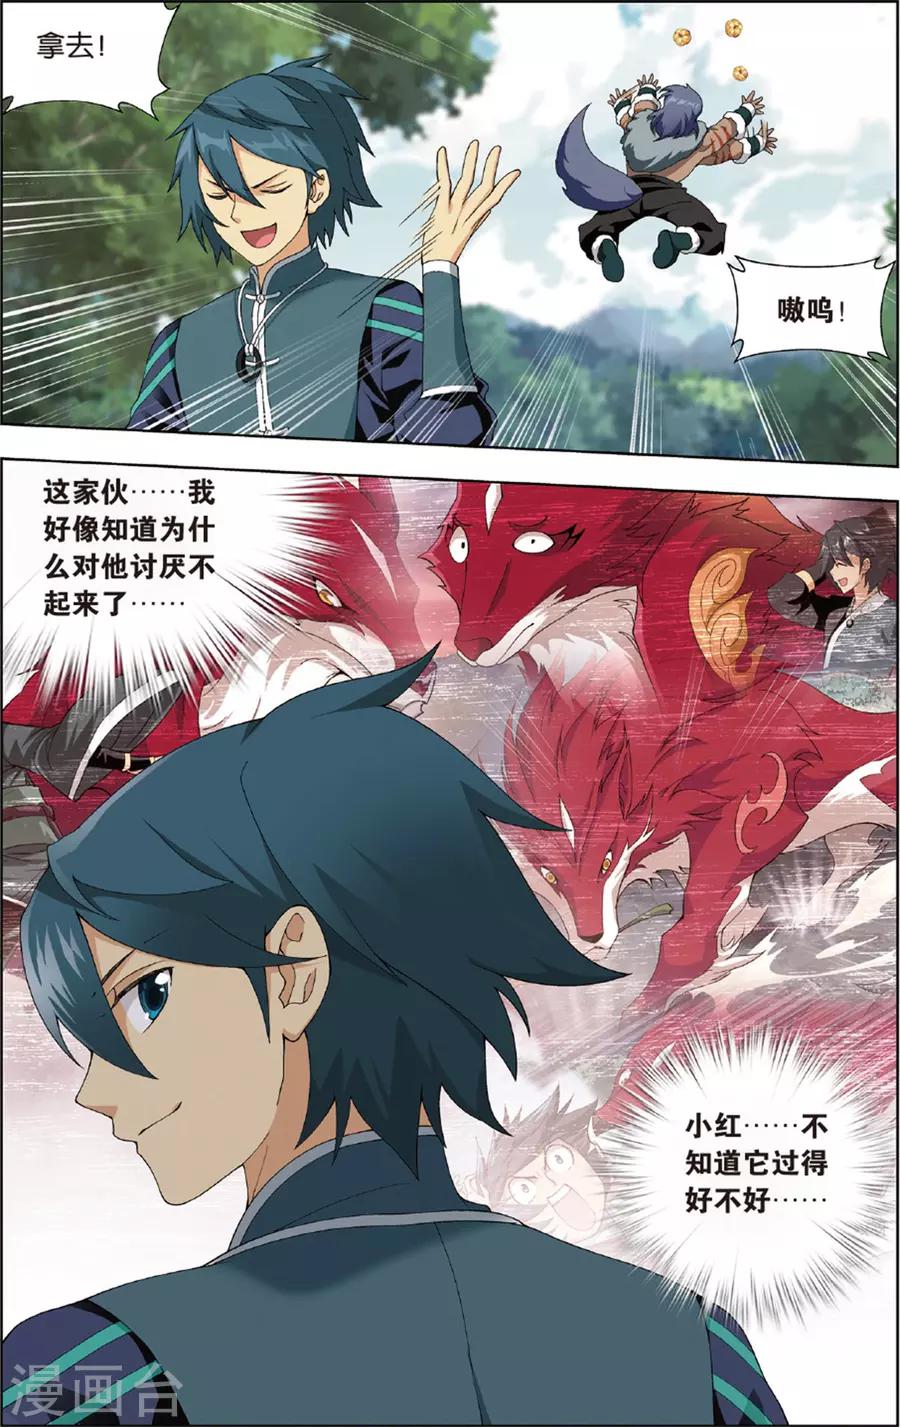 拿去！
嗷呜！
这家伙……我
好像知道为什
么对他讨厌不
起来了……
小红……不
知道它过得
好不好……
漫画台